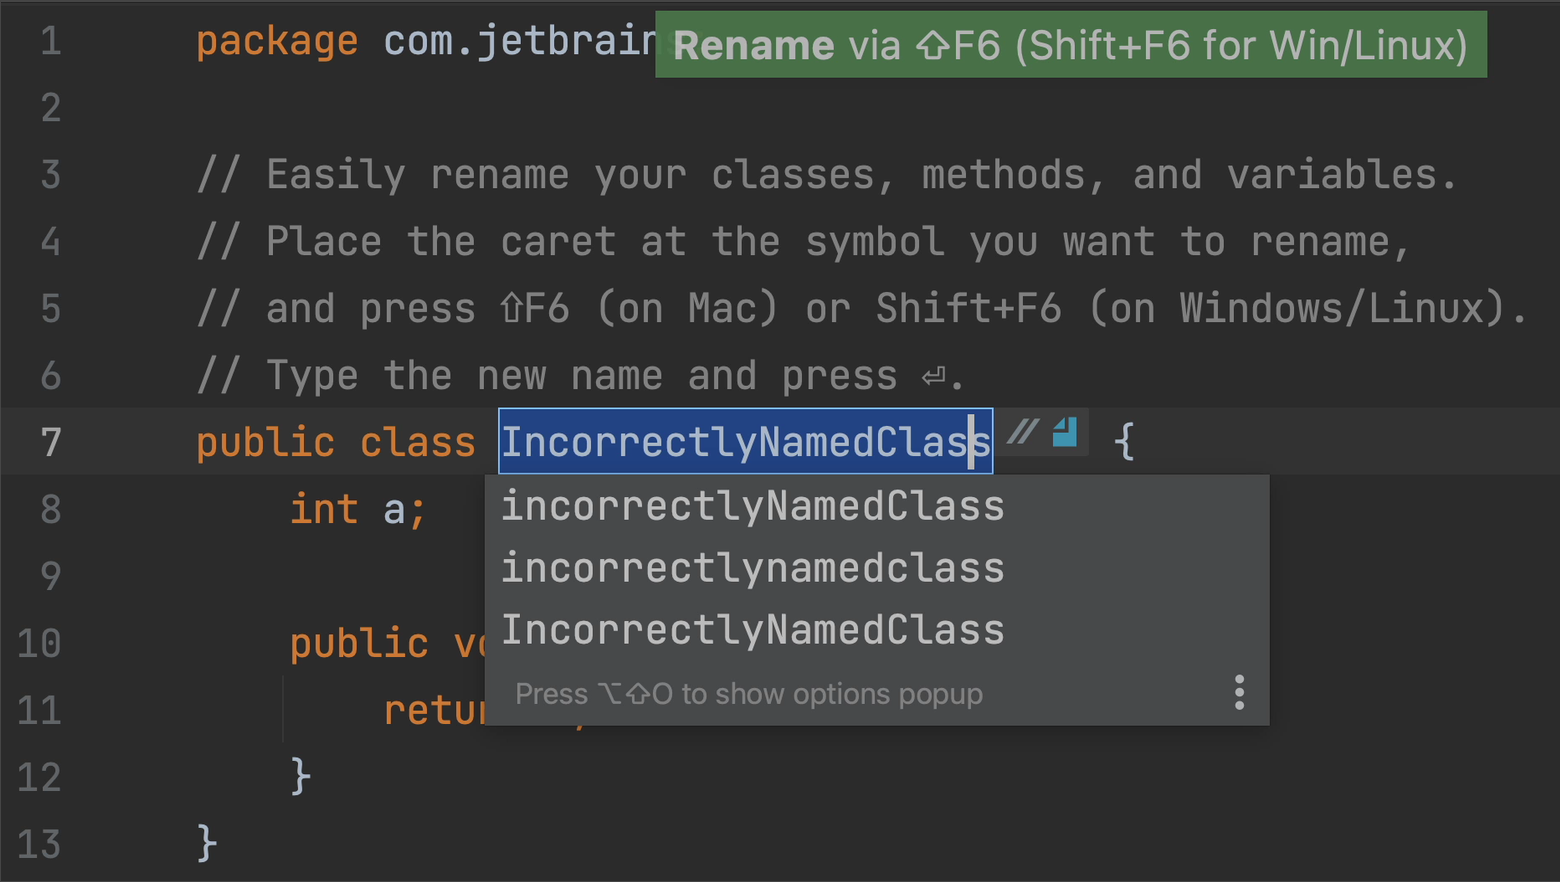 1 package com.jetbrain
Rename via ⇧F6 (Shift+F6 for Win/Linux)
2
3 // Easily rename your classes, methods, and variables.
4 // Place the caret at the symbol you want to rename,
5 // and press ⇧F6 (on Mac) or Shift+F6 (on Windows/Linux).
6 // Type the new name and press ⏎.
7 public class IncorrectlyNamedClass // {
incorrectlyNamedClass
incorrectlynamedclass
IncorrectlyNamedClass
Press ⌥⇧O to show options popup
8 int a;
9
10 public
11
12 }
13 }